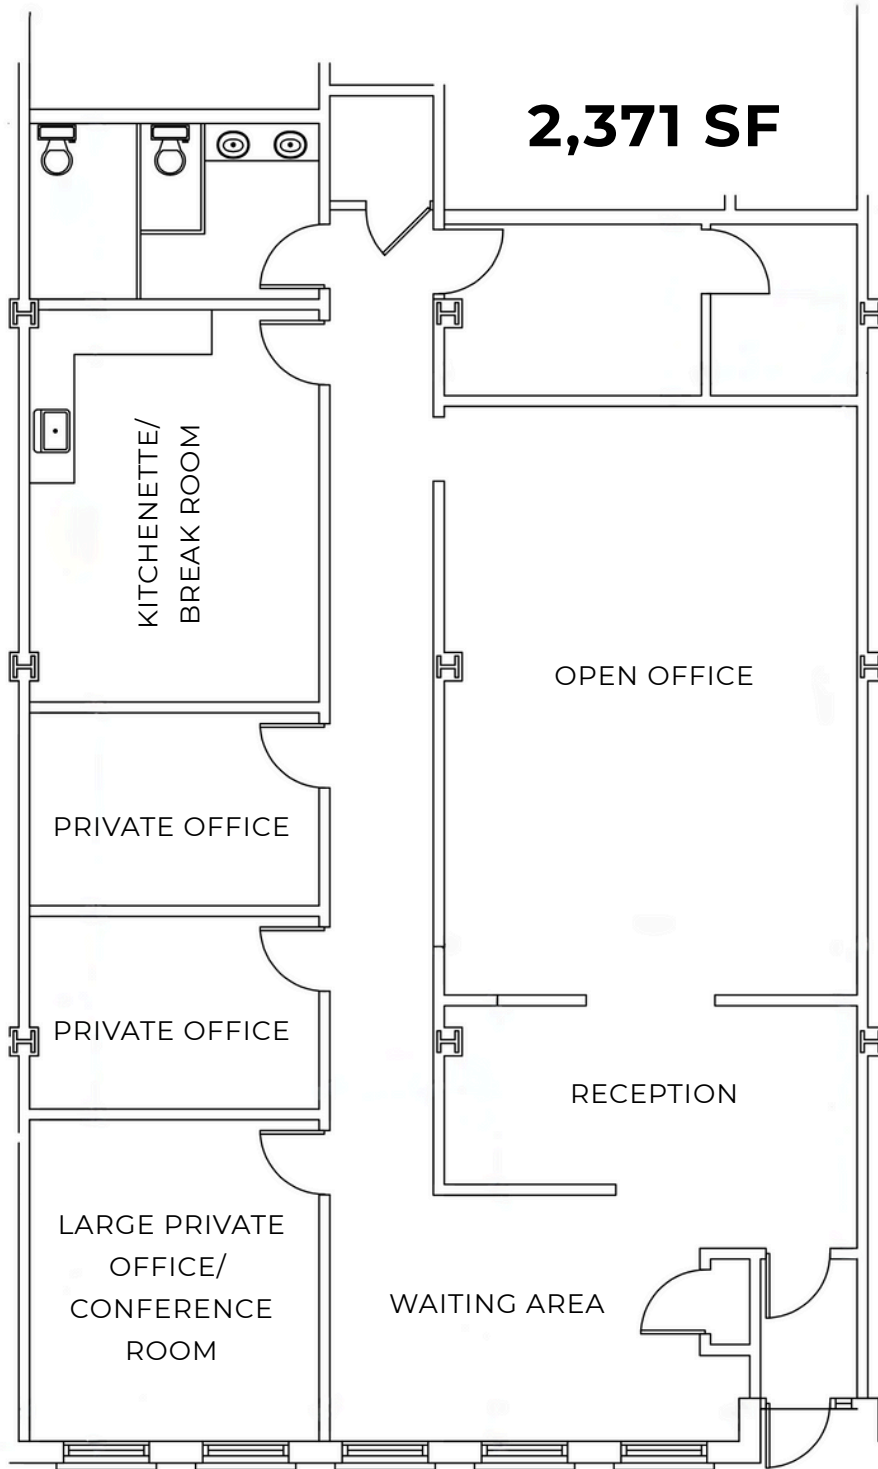 2,371 SF
KITCHENETTE/
BREAK ROOM
OPEN OFFICE
PRIVATE OFFICE
PRIVATE OFFICE
RECEPTION
LARGE PRIVATE
OFFICE/
CONFERENCE
ROOM
WAITING AREA